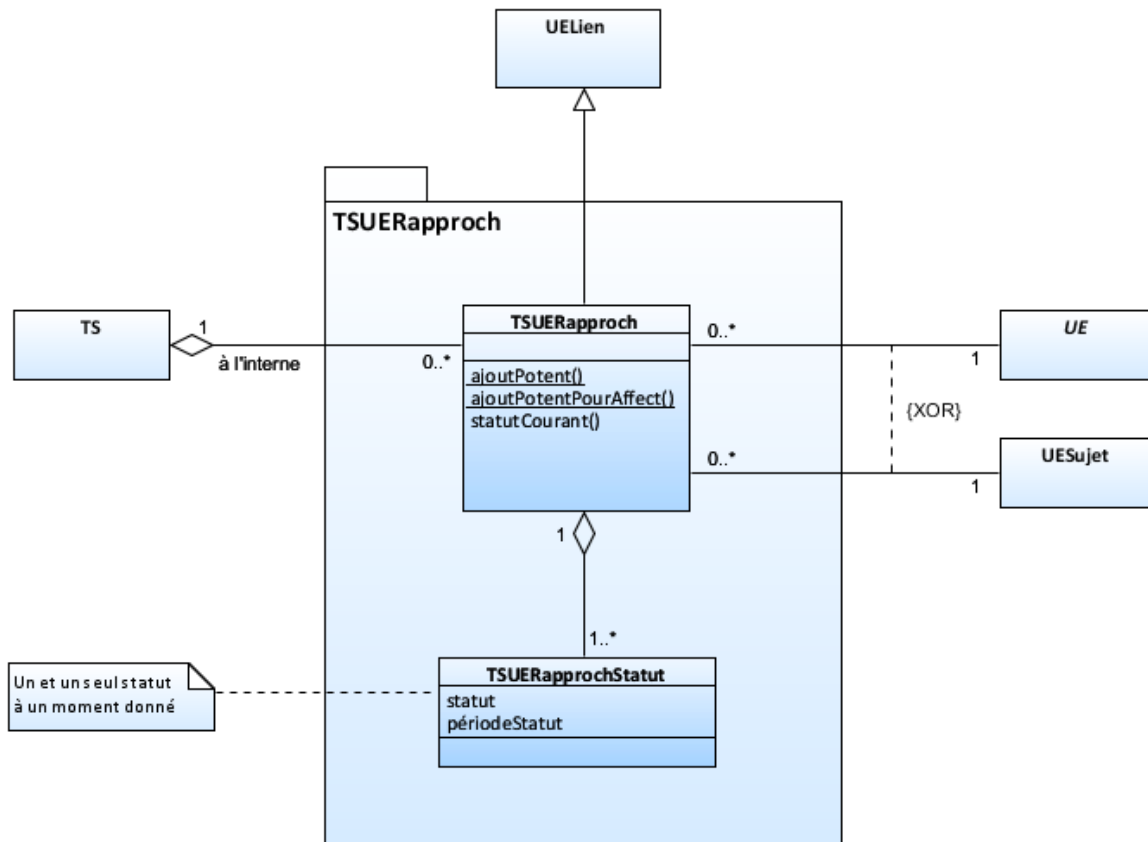 UELien
TSUERapproch
TSUERapproch
TS
1
à l'interne
0..*
ajoutPotent()
ajoutPotentPourAffect()
statutCourant()
0..*
1
UE
{XOR}
0..*
1
UESujet
1
1..*
TSUERapprochStatut
statut
périodeStatut
Un et un seul statut
à un moment donné